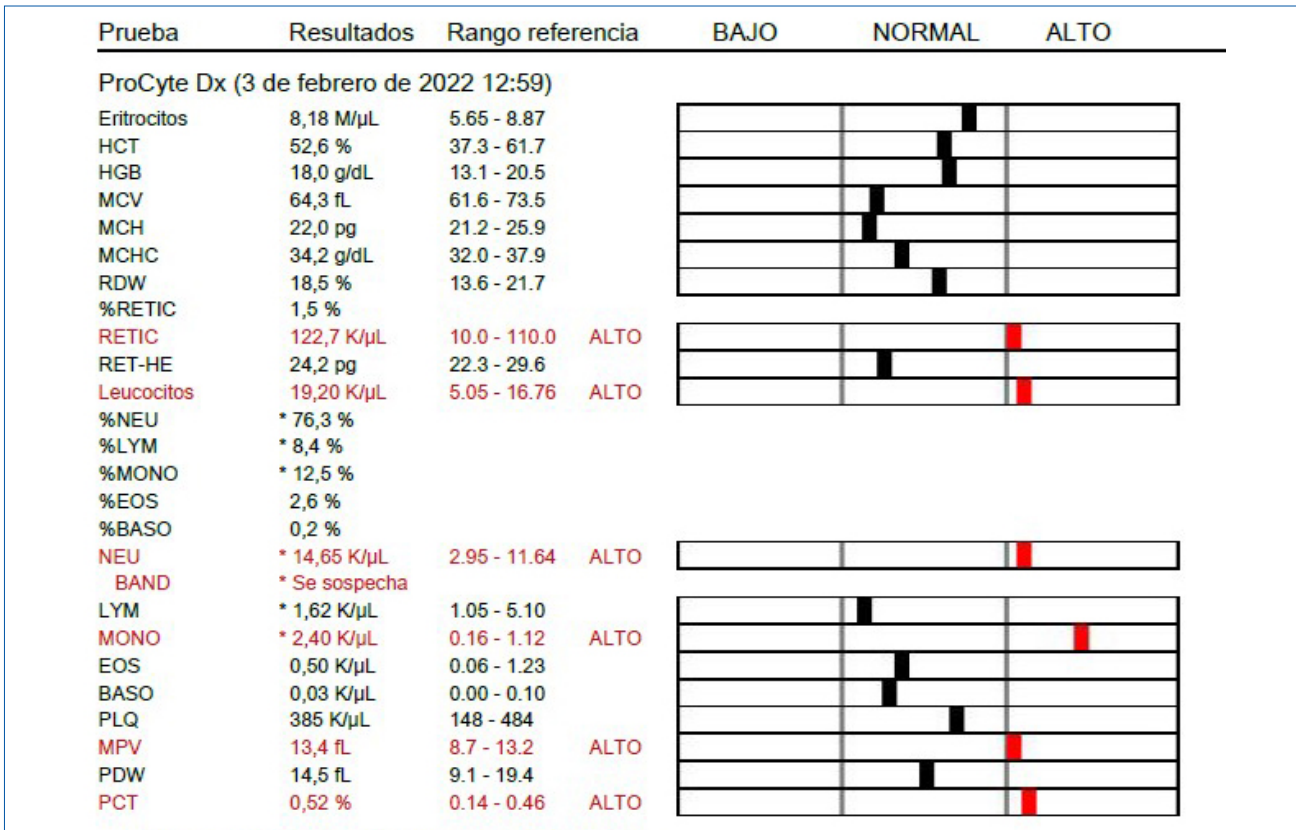 Prueba Resultados Rango referencia BAJO NORMAL ALTO
ProCyte Dx (3 de febrero de 2022 12:59)
Eritrocitos 8,18 M/µL 5.65 - 8.87
HCT 52,6 % 37.3 - 61.7
HGB 18,0 g/dL 13.1 - 20.5
MCV 64,3 fL 61.6 - 73.5
MCH 22,0 pg 21.2 - 25.9
MCHC 34,2 g/dL 32.0 - 37.9
RDW 18,5 % 13.6 - 21.7
%RETIC 1,5 %
RETIC 122,7 K/µL 10.0 - 110.0 ALTO
RET-HE 24,2 pg 22.3 - 29.6
Leucocitos 19,20 K/µL 5.05 - 16.76 ALTO
%NEU * 76,3 %
%LYM * 8,4 %
%MONO * 12,5 %
%EOS 2,6 %
%BASO 0,2 %
NEU * 14,65 K/µL 2.95 - 11.64 ALTO
BAND * Se sospecha
LYM * 1,62 K/µL 1.05 - 5.10
MONO * 2,40 K/µL 0.16 - 1.12 ALTO
EOS 0,50 K/µL 0.06 - 1.23
BASO 0,03 K/µL 0.00 - 0.10
PLQ 385 K/µL 148 - 484
MPV 13,4 fL 8.7 - 13.2 ALTO
PDW 14,5 fL 9.1 - 19.4
PCT 0,52 % 0.14 - 0.46 ALTO